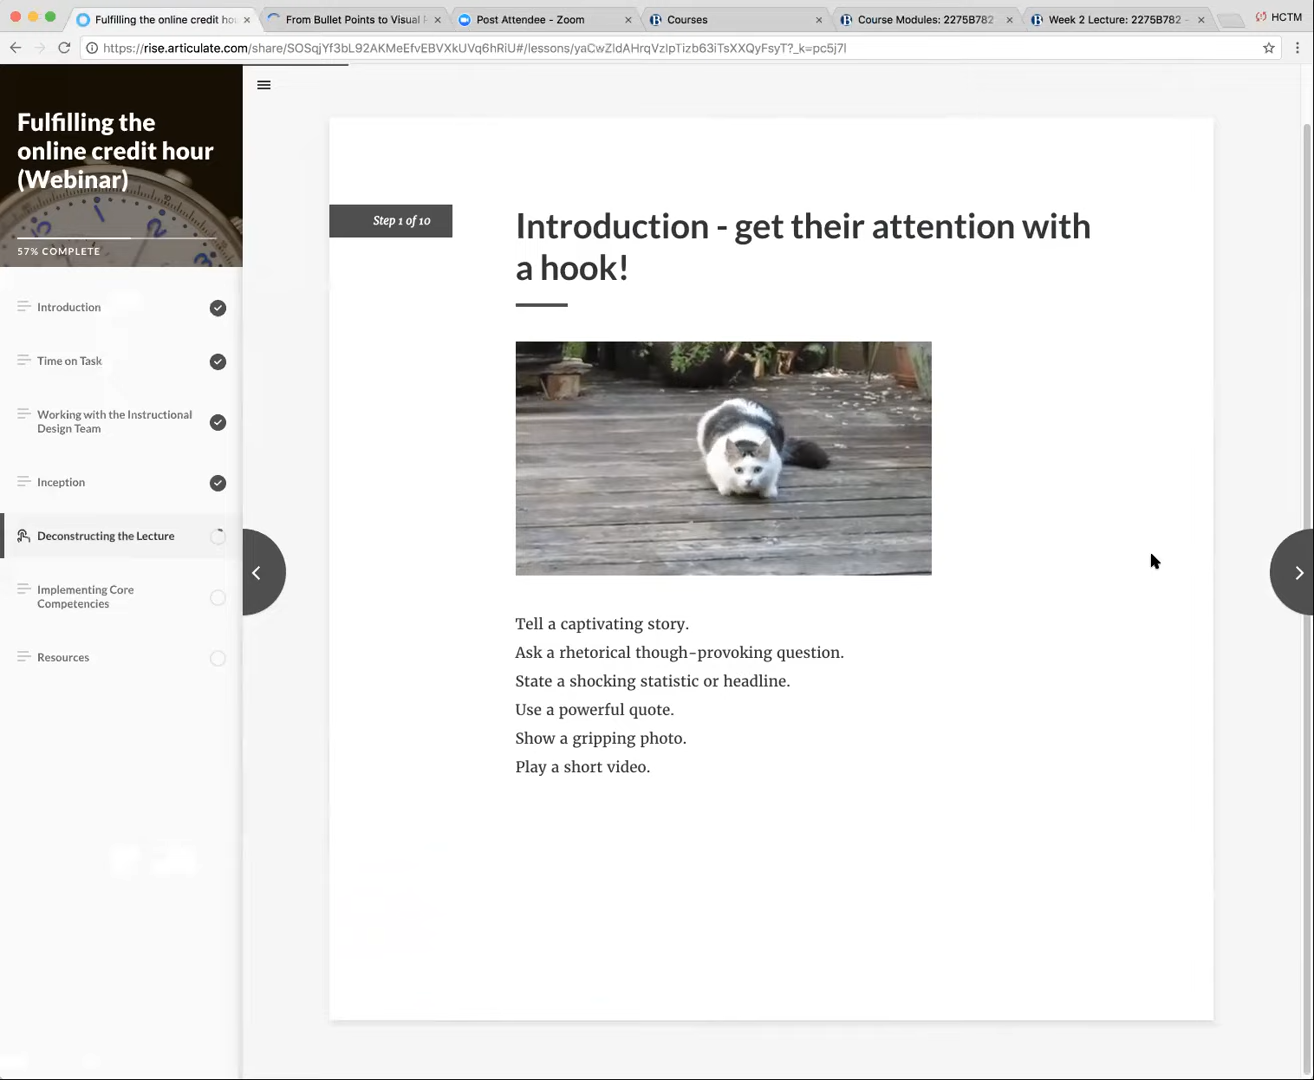 Fulfilling the online credit hou
From Bullet Points to Visual
Post Attendee - Zoom
Courses
Course Modules: 2275B782
Week 2 Lecture: 2275B782 -
HCTM
https://rise.articulate.com/share/SOSqjYf3bL92AKMeEfvEBVXkUVq6hRiU#/lessons/yaCwZldAHrqVzlpTizb63iTsXXQyFsyT?_k=pc5j7l
Fulfilling the
online credit hour
(Webinar)
57% COMPLETE
Introduction
Time on Task
Working with the Instructional
Design Team
Inception
Deconstructing the Lecture
Implementing Core
Competencies
Resources
Step 1 of 10
Introduction - get their attention with
a hook!
Tell a captivating story.
Ask a rhetorical though-provoking question.
State a shocking statistic or headline.
Use a powerful quote.
Show a gripping photo.
Play a short video.